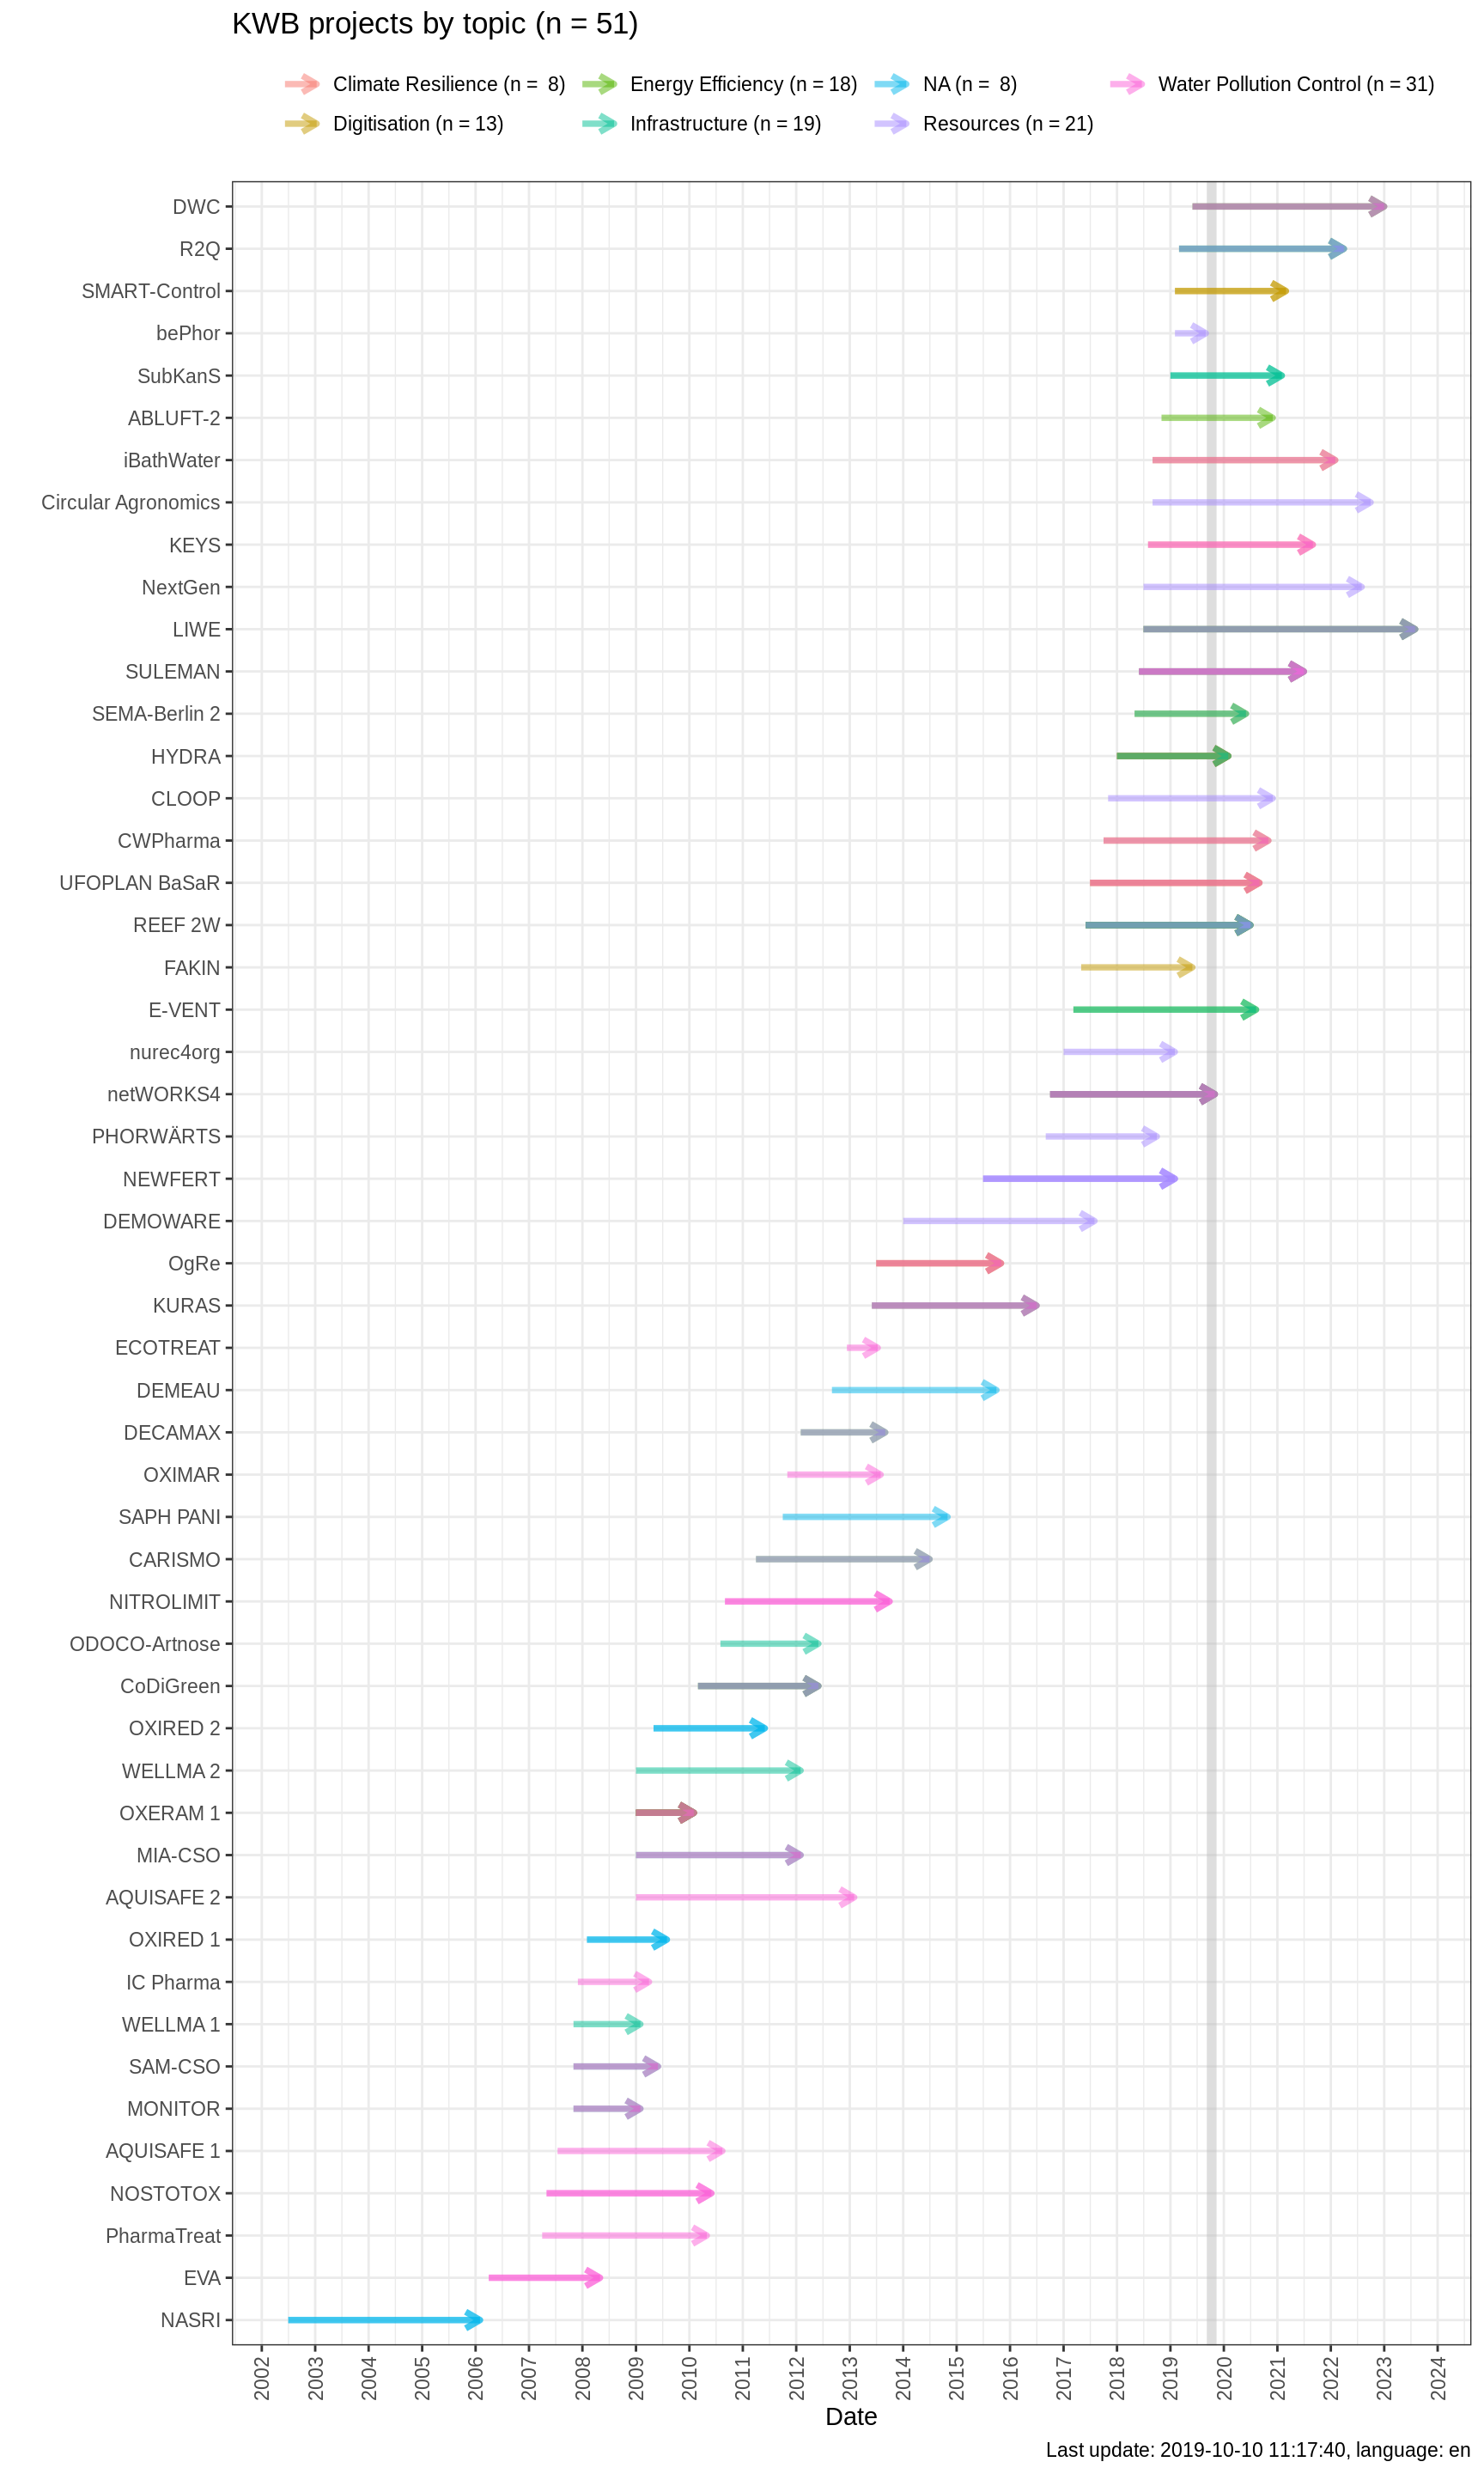 KWB projects by topic (n = 51)
Climate Resilience (n =  8)
Energy Efficiency (n = 18)
NA (n =  8)
Water Pollution Control (n = 31)
Digitisation (n = 13)
Infrastructure (n = 19)
Resources (n = 21)
DWC
R2Q
SMART-Control
bePhor
SubKanS
ABLUFT-2
iBathWater
Circular Agronomics
KEYS
NextGen
LIWE
SULEMAN
SEMA-Berlin 2
HYDRA
CLOOP
CWPharma
UFOPLAN BaSaR
REEF 2W
FAKIN
E-VENT
nurec4org
netWORKS4
PHORWÄRTS
NEWFERT
DEMOWARE
OgRe
KURAS
ECOTREAT
DEMEAU
DECAMAX
OXIMAR
SAPH PANI
CARISMO
NITROLIMIT
ODOCO-Artnose
CoDiGreen
OXIRED 2
WELLMA 2
OXERAM 1
MIA-CSO
AQUISAFE 2
OXIRED 1
IC Pharma
WELLMA 1
SAM-CSO
MONITOR
AQUISAFE 1
NOSTOTOX
PharmaTreat
EVA
NASRI
2002
2003
2004
2005
2006
2007
2008
2009
2010
2011
2012
2013
2014
2015
2016
2017
2018
2019
2020
2021
2022
2023
2024
Date
Last update: 2019-10-10 11:17:40, language: en